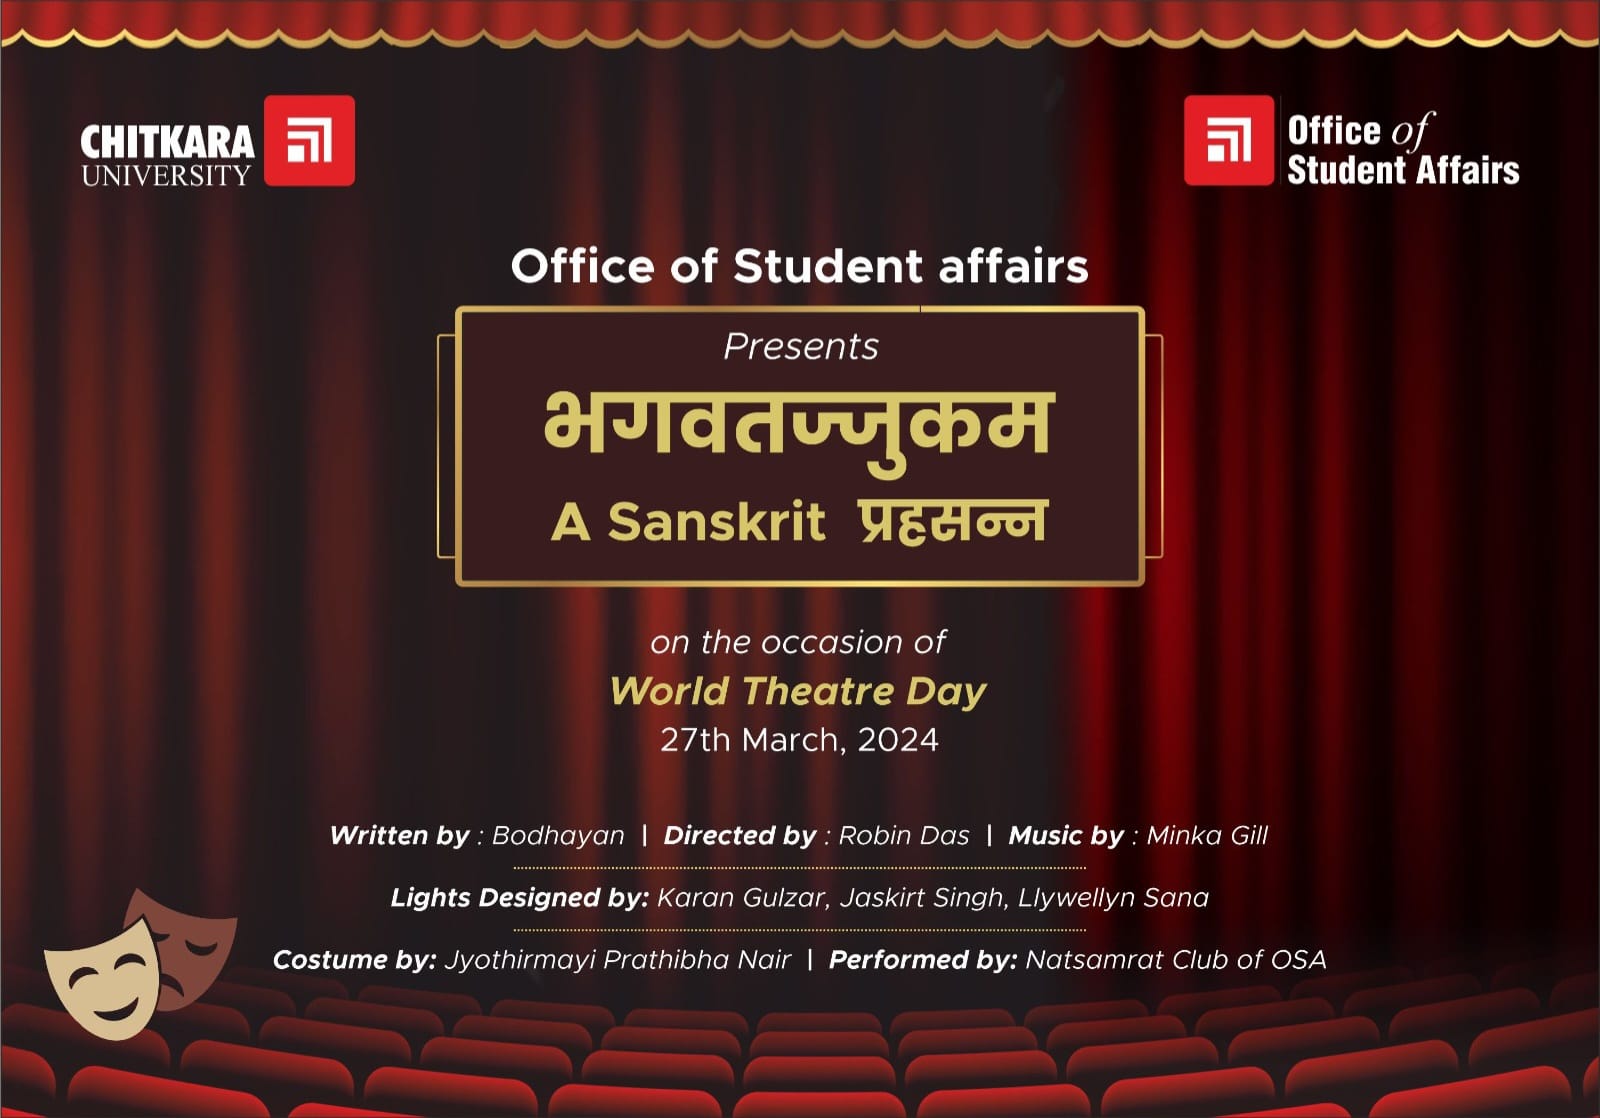 CHITKARA
UNIVERSITY
Office of
Student Affairs
Office of Student affairs
Presents
भगवतज्जुकम
A Sanskrit प्रहसन्न
on the occasion of
World Theatre Day
27th March, 2024
Written by : Bodhayan | Directed by : Robin Das | Music by : Minka Gill
Lights Designed by: Karan Gulzar, Jaskirt Singh, Llywellyn Sana
Costume by: Jyothirmayi Prathibha Nair | Performed by: Natsamrat Club of OSA